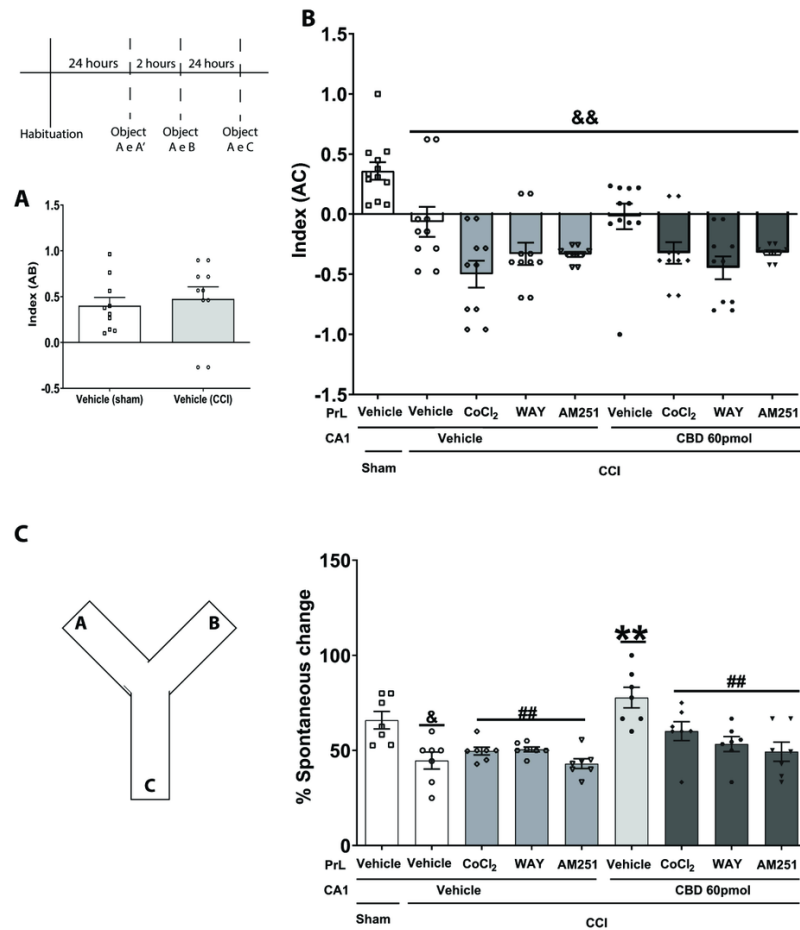 24 hours 2 hours 24 hours
Habituation
Object
A e A'
Object
A e B
Object
A e C
A
Index (AB)
1.5
1.0
0.5
0.0
-0.5
Vehicle (sham) Vehicle (CCI)
B
Index (AC)
1.5
1.0
0.5
0.0
-0.5
-1.0
-1.5
&&
PrL Vehicle Vehicle CoCl2 WAY AM251 Vehicle CoCl2 WAY AM251
CA1 Vehicle CBD 60pmol
Sham CCI
C
A B
C
% Spontaneous change
150
100
50
0
& ## ** ##
PrL Vehicle Vehicle CoCl2 WAY AM251 Vehicle CoCl2 WAY AM251
CA1 Vehicle CBD 60pmol
Sham CCI